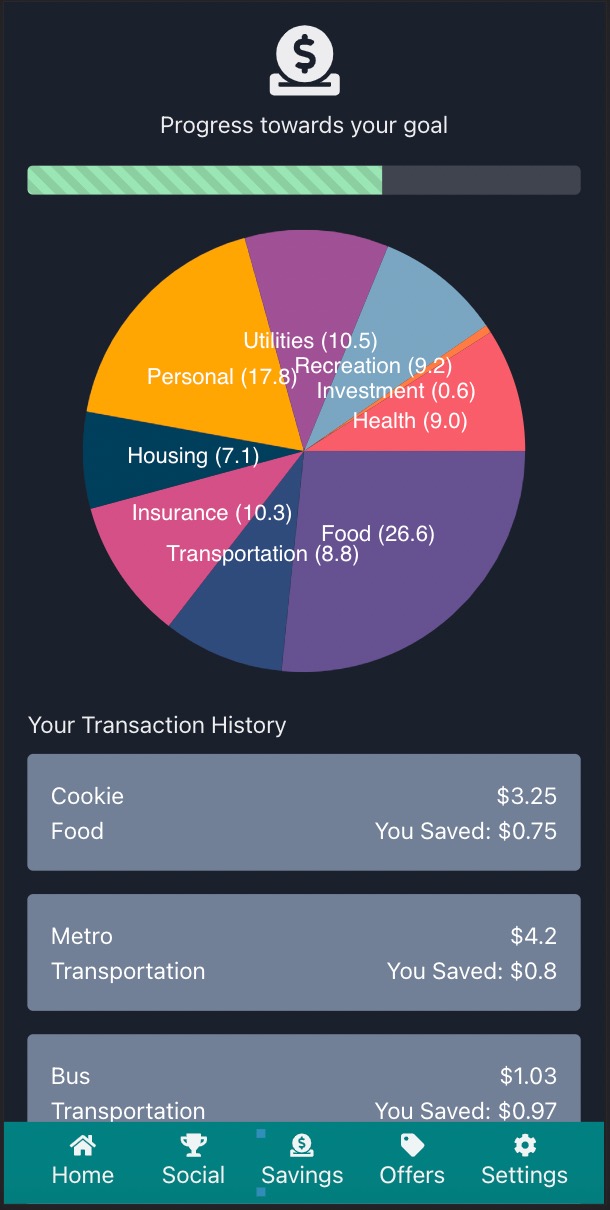 $
Progress towards your goal
Utilities (10.5)
Recreation (9.2)
Personal (17.8)
Investment (0.6)
Health (9.0)
Housing (7.1)
Insurance (10.3)
Food (26.6)
Transportation (8.8)
Your Transaction History
Cookie $3.25
Food You Saved: $0.75
Metro $4.2
Transportation You Saved: $0.8
Bus $1.03
Transportation You Saved: $0.97
$
Home Social Savings Offers Settings